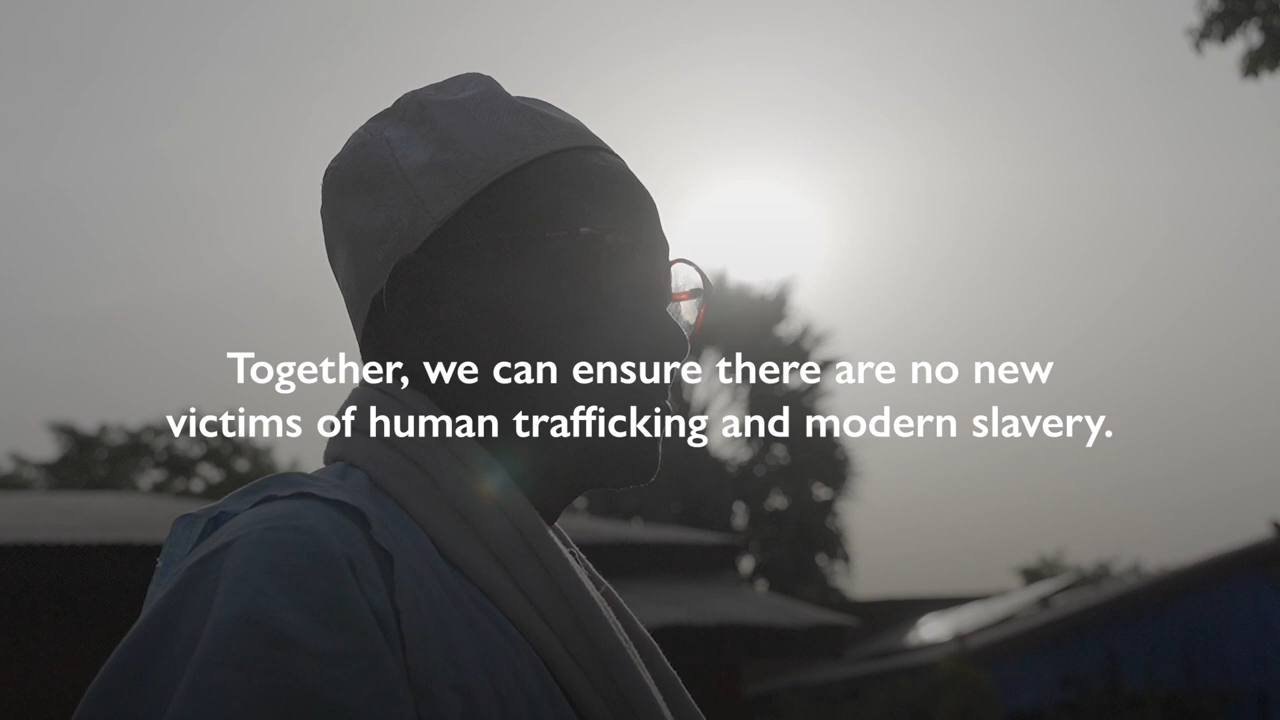 Together, we can ensure there are no new
victims of human trafficking and modern slavery.